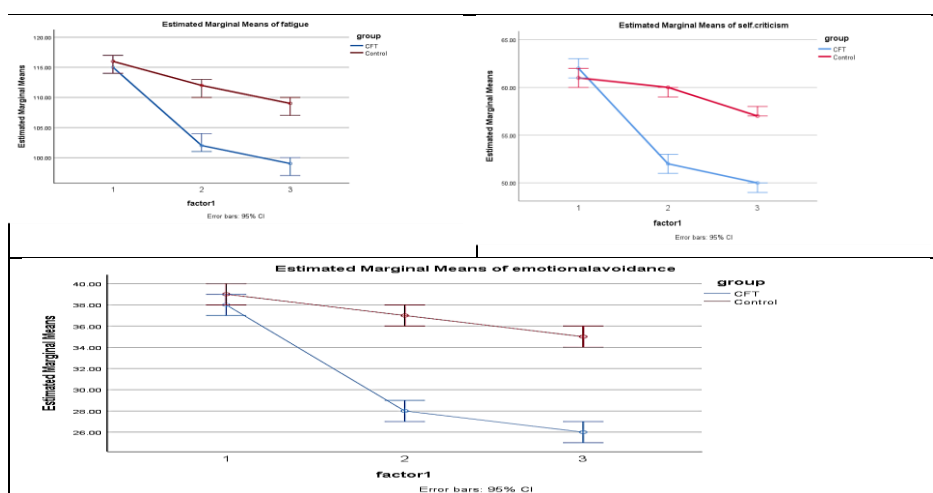 Estimated Marginal Means of fatigue
group
CFT
Control
Estimated Marginal Means
120.00
115.00
110.00
105.00
100.00
1
2
3
factor1
Error bars: 95% CI
Estimated Marginal Means of self.criticism
group
CFT
Control
Estimated Marginal Means
65.00
60.00
55.00
50.00
1
2
3
factor1
Error bars: 95% CI
Estimated Marginal Means of emotionalavoidance
group
CFT
Control
Estimated Marginal Means
40.00
38.00
36.00
34.00
30.00
28.00
26.00
1
2
3
factor1
Error bars: 95% CI